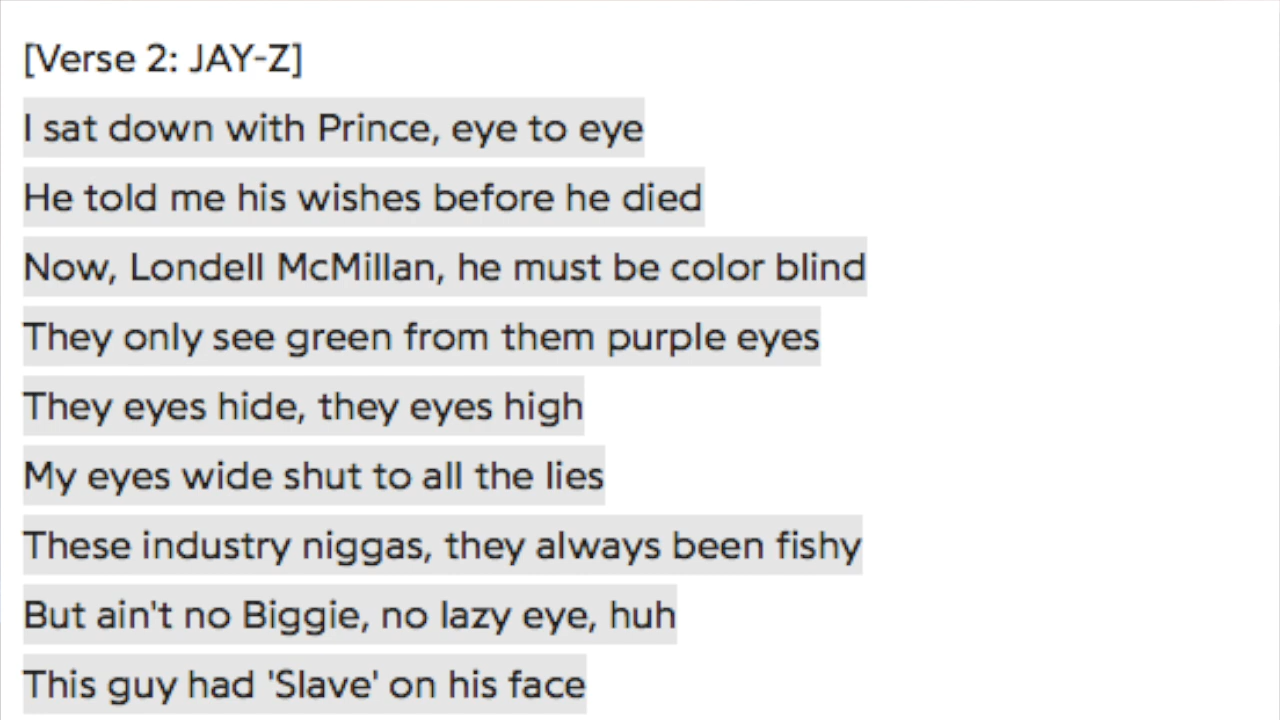 [Verse 2: JAY-Z]
I sat down with Prince, eye to eye
He told me his wishes before he died
Now, Londell McMillan, he must be color blind
They only see green from them purple eyes
They eyes hide, they eyes high
My eyes wide shut to all the lies
These industry niggas, they always been fishy
But ain't no Biggie, no lazy eye, huh
This guy had 'Slave' on his face